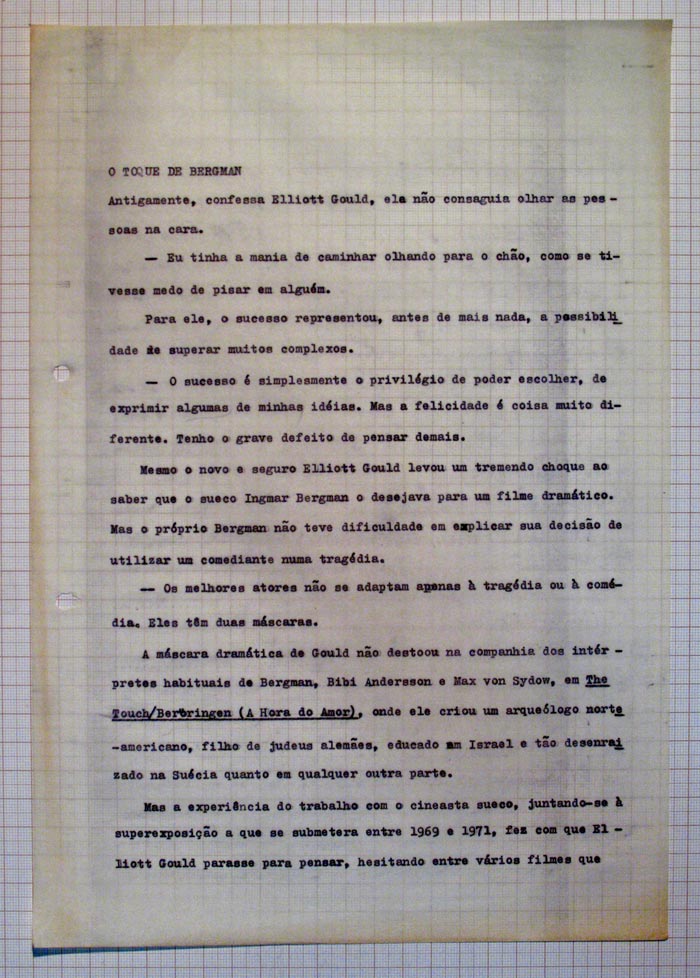 O TOQUE DE BERGMAN
Antigamente, confessa Elliott Gould, ela não consaguia olhar as pes -
soas na cara.
— Eu tinha a mania de caminhar olhando para o chão, como se ti-
vesse medo de pisar em alguém.
Para ele, o sucesso representou, antes de mais nada, a possibili
dade de superar muitos complexos.
— O sucesso é simplesmente o privilégio de poder escolher, de
exprimir algumas de minhas idéias. Mas a felicidade é coisa muito di-
ferente. Tenho o grave defeito de pensar demais.
Mesmo o novo e seguro Elliott Gould levou um tremendo choque ao
saber que o sueco Ingmar Bergman o desejava para um filme dramático.
Mas o próprio Bergman não teve dificuldade em explicar sua decisão de
utilizar um comediante numa tragédia.
— Os melhores atores não se adaptam apenas à tragédia ou à comé-
dia. Eles têm duas máscaras.
A máscara dramática de Gould não destoou na companhia dos intér -
pretes habituais de Bergman, Bibi Andersson e Max von Sydow, em The
Touch/Berbringen (A Hora do Amor), onde ele criou um arqueólogo norte
-americano, filho de judeus alemães, educado em Israel e tão desenrai
zado na Suécia quanto em qualquer outra parte.
Mas a experiência do trabalho com o cineasta sueco, juntando-se à
superexposição a que se submetera entre 1969 e 1971, fez com que El -
liott Gould parasse para pensar, hesitando entre vários filmes que